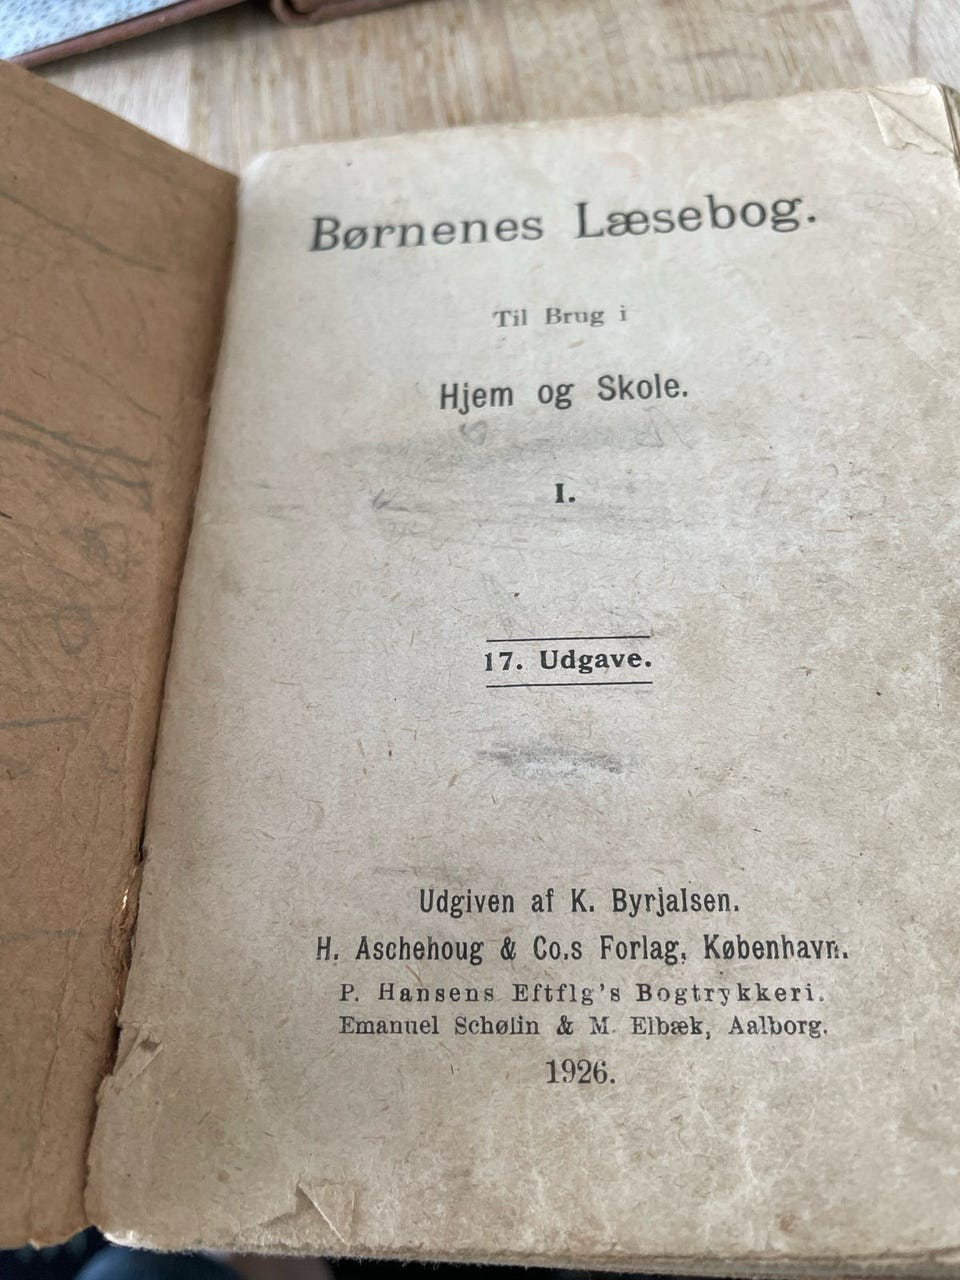 Børnenes Læsebog.
Til Brug i
Hjem og Skole.
I.
17. Udgave.
Udgiven af K. Byrjalsen.
H. Aschehoug & Co.s Forlag, København.
P. Hansens Eftflg's Bogtrykkeri.
Emanuel Schølin & M. Elbæk, Aalborg.
1926.